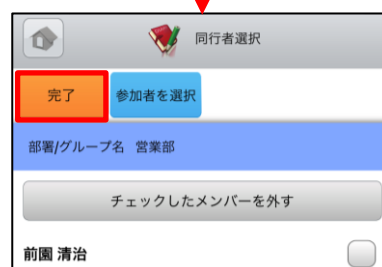 同行者選択
完了 参加者を選択
部署/グループ名 営業部
チェックしたメンバーを外す
前園 清治